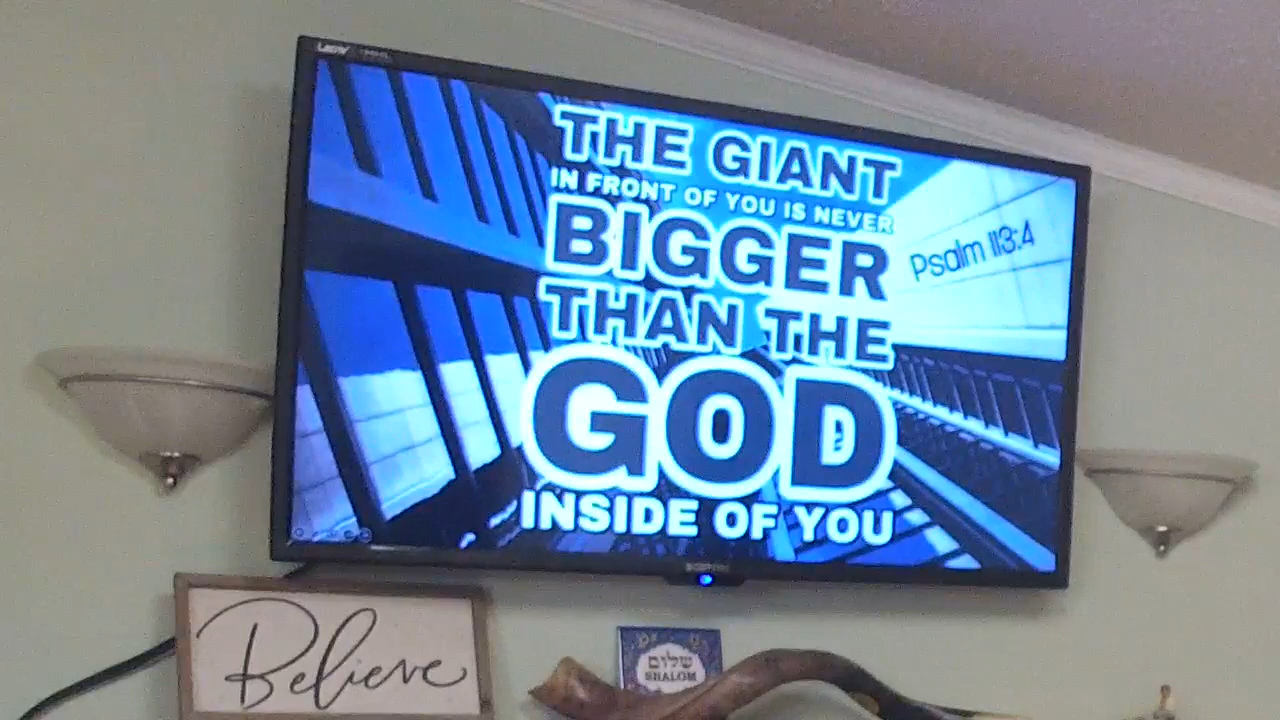 THE GIANT
IN FRONT OF YOU IS NEVER
BIGGER
THAN THE
GOD
INSIDE OF YOU
Psalm 113:4
Believe
שלום
SHALOM